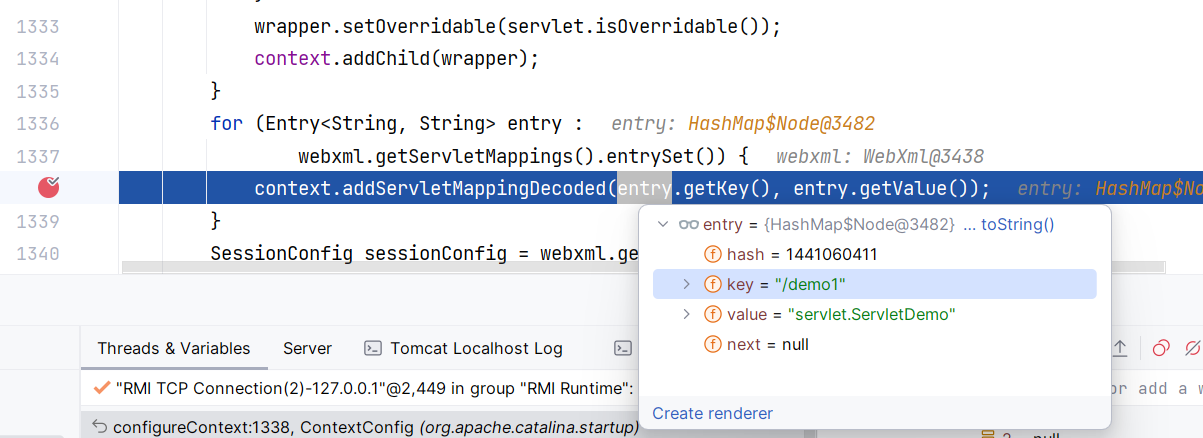 1333 wrapper.setOverridable(servlet.isOverridable());
1334 context.addChild(wrapper);
1335 }
1336 for (Entry<String, String> entry : entry: HashMap$Node@3482
1337 webxml.getServletMappings().entrySet()) { webxml: WebXml@3438
context.addServletMappingDecoded(entry.getKey(), entry.getValue()); entry: HashMap$No
1339 }
1340 SessionConfig sessionConfig = webxml.ge
entry = {HashMap$Node@3482} ... toString()
hash = 1441060411
key = "/demo1"
value = "servlet.ServletDemo"
next = null
Create renderer
Threads & Variables Server Tomcat Localhost Log
"RMI TCP Connection(2)-127.0.0.1"@2,449 in group "RMI Runtime":
or add a w
configureContext:1338, ContextConfig (org.apache.catalina.startup)
null